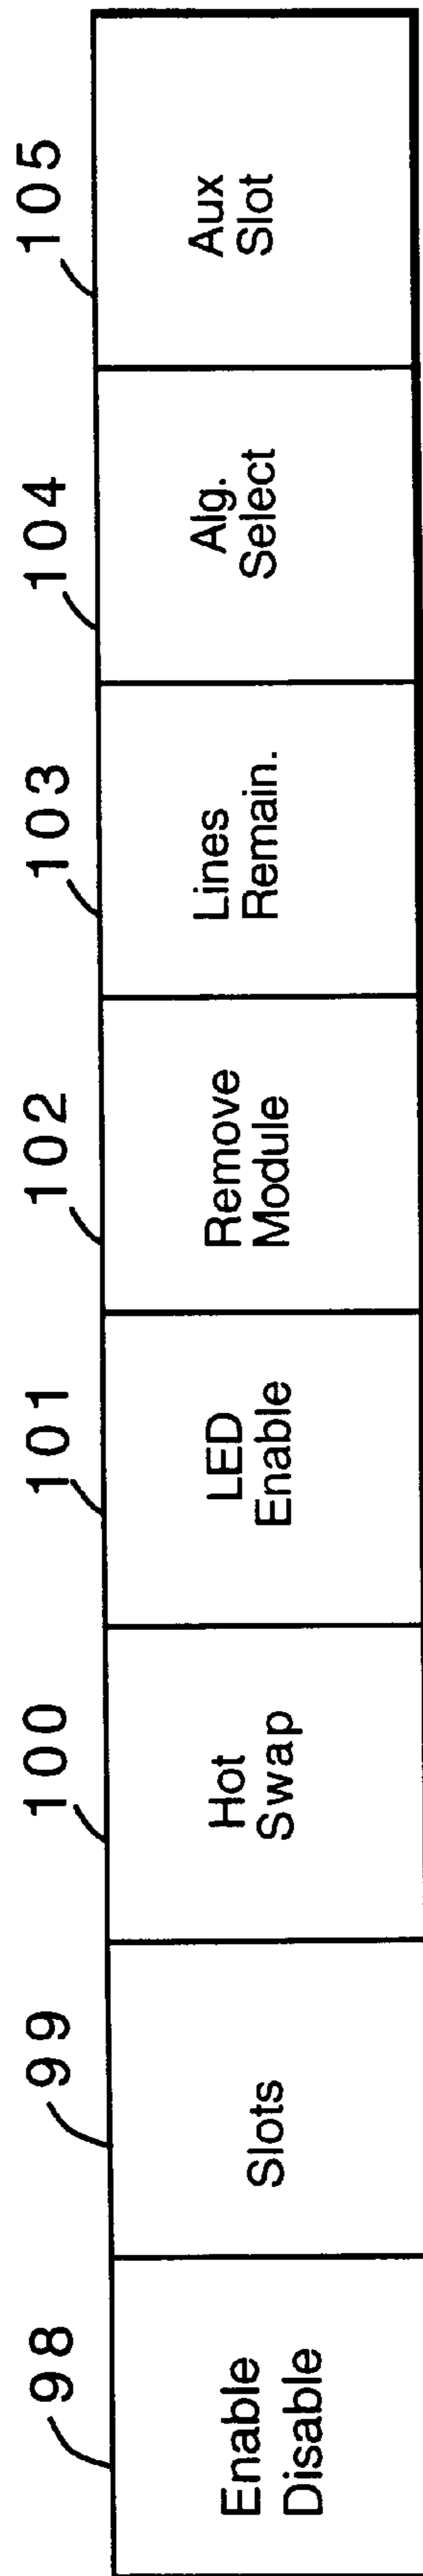 98
99
100
101
102
103
104
105
Enable
Disable
Slots
Hot
Swap
LED
Enable
Remove
Module
Lines
Remain.
Alg.
Select
Aux
Slot